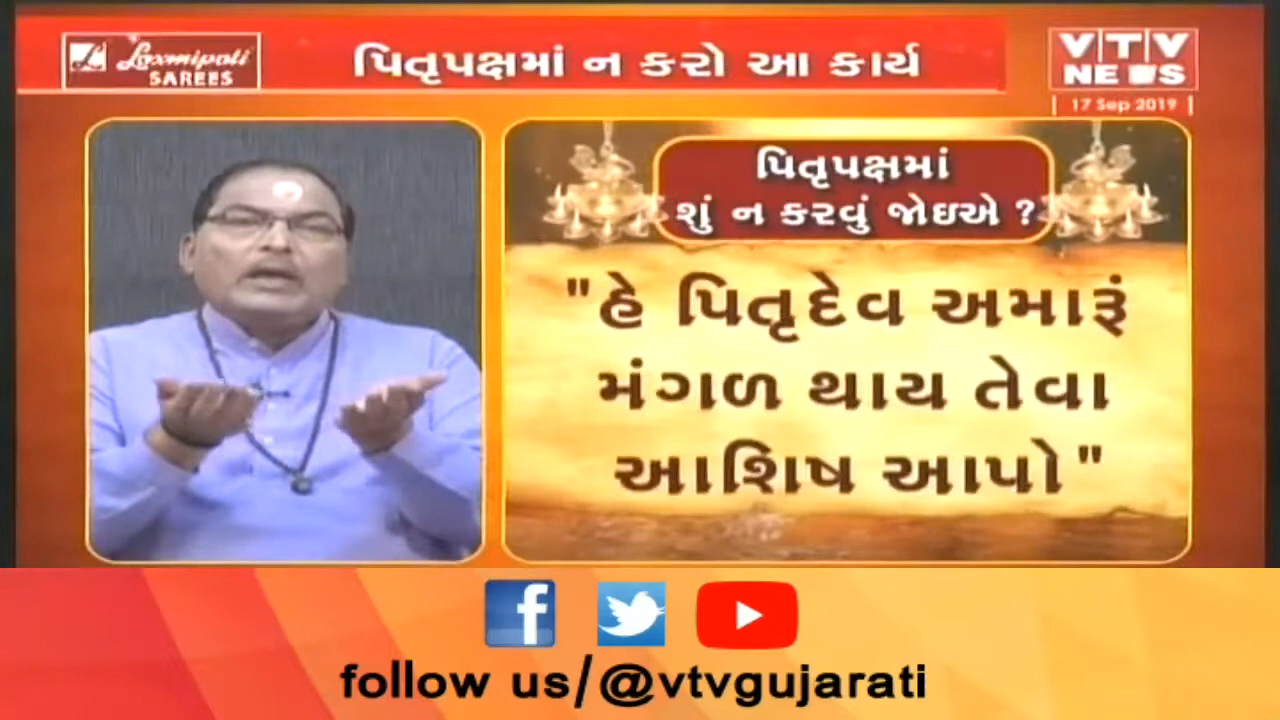 Laxmipati
SAREES
પિતૃપક્ષમાં ન કરો આ કાર્ય
VTV
NEWS
17 Sep 2019
પિતૃપક્ષમાં
શું ન કરવું જોઇએ ?
"હે પિતૃદેવ અમારૂં
મંગળ થાય તેવા
આશિષ આપો"
follow us/@vtvgujarati